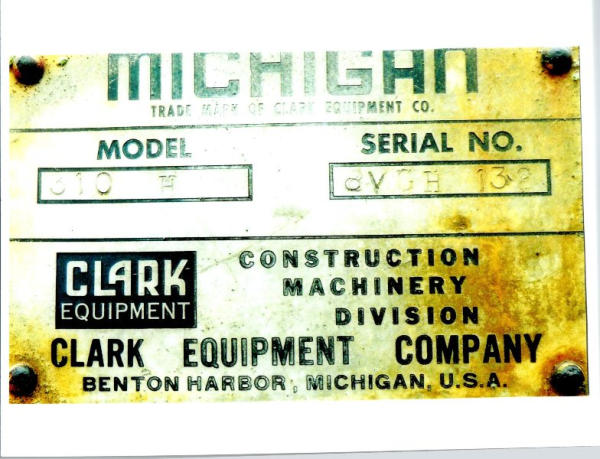 MICHIGAN
TRADE MARK OF CLARK EQUIPMENT CO.
MODEL SERIAL NO.
310 H
CLARK
EQUIPMENT
CONSTRUCTION
MACHINERY
DIVISION
CLARK EQUIPMENT COMPANY
BENTON HARBOR, MICHIGAN, U.S.A.